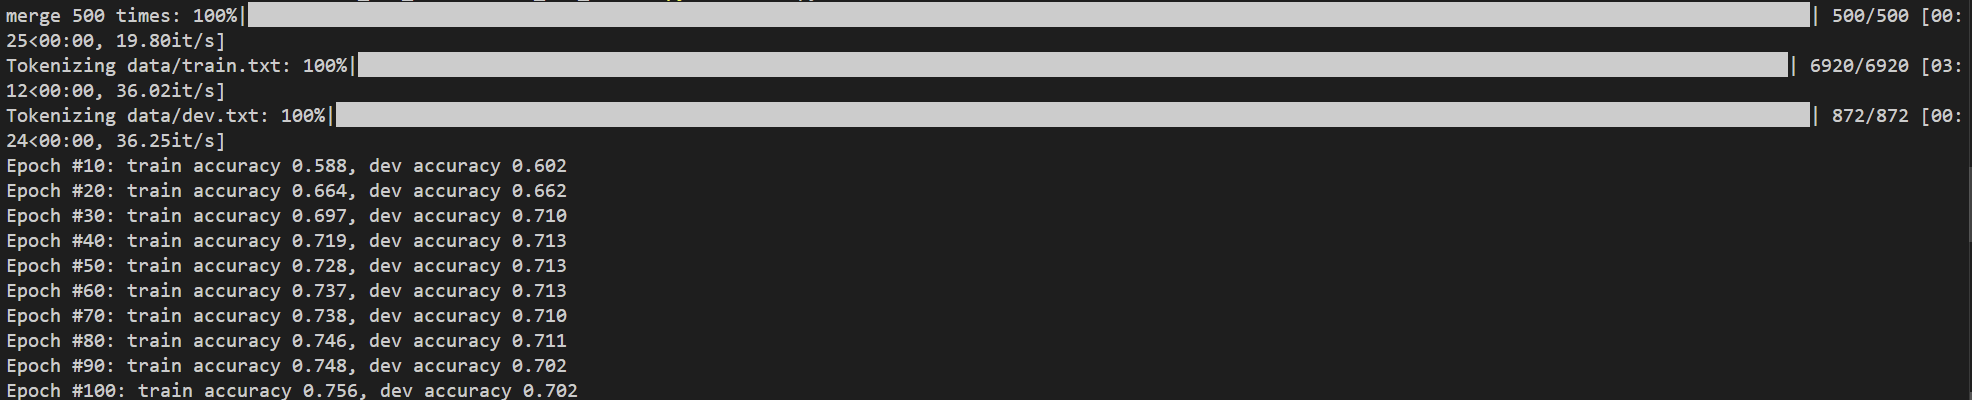 merge 500 times: 100%|██████████| 500/500 [00:
25<00:00, 19.80it/s]
Tokenizing data/train.txt: 100%|██████████| 6920/6920 [03:
12<00:00, 36.02it/s]
Tokenizing data/dev.txt: 100%|██████████| 872/872 [00:
24<00:00, 36.25it/s]
Epoch #10: train accuracy 0.588, dev accuracy 0.602
Epoch #20: train accuracy 0.664, dev accuracy 0.662
Epoch #30: train accuracy 0.697, dev accuracy 0.710
Epoch #40: train accuracy 0.719, dev accuracy 0.713
Epoch #50: train accuracy 0.728, dev accuracy 0.713
Epoch #60: train accuracy 0.737, dev accuracy 0.713
Epoch #70: train accuracy 0.738, dev accuracy 0.710
Epoch #80: train accuracy 0.746, dev accuracy 0.711
Epoch #90: train accuracy 0.748, dev accuracy 0.702
Epoch #100: train accuracy 0.756, dev accuracy 0.702